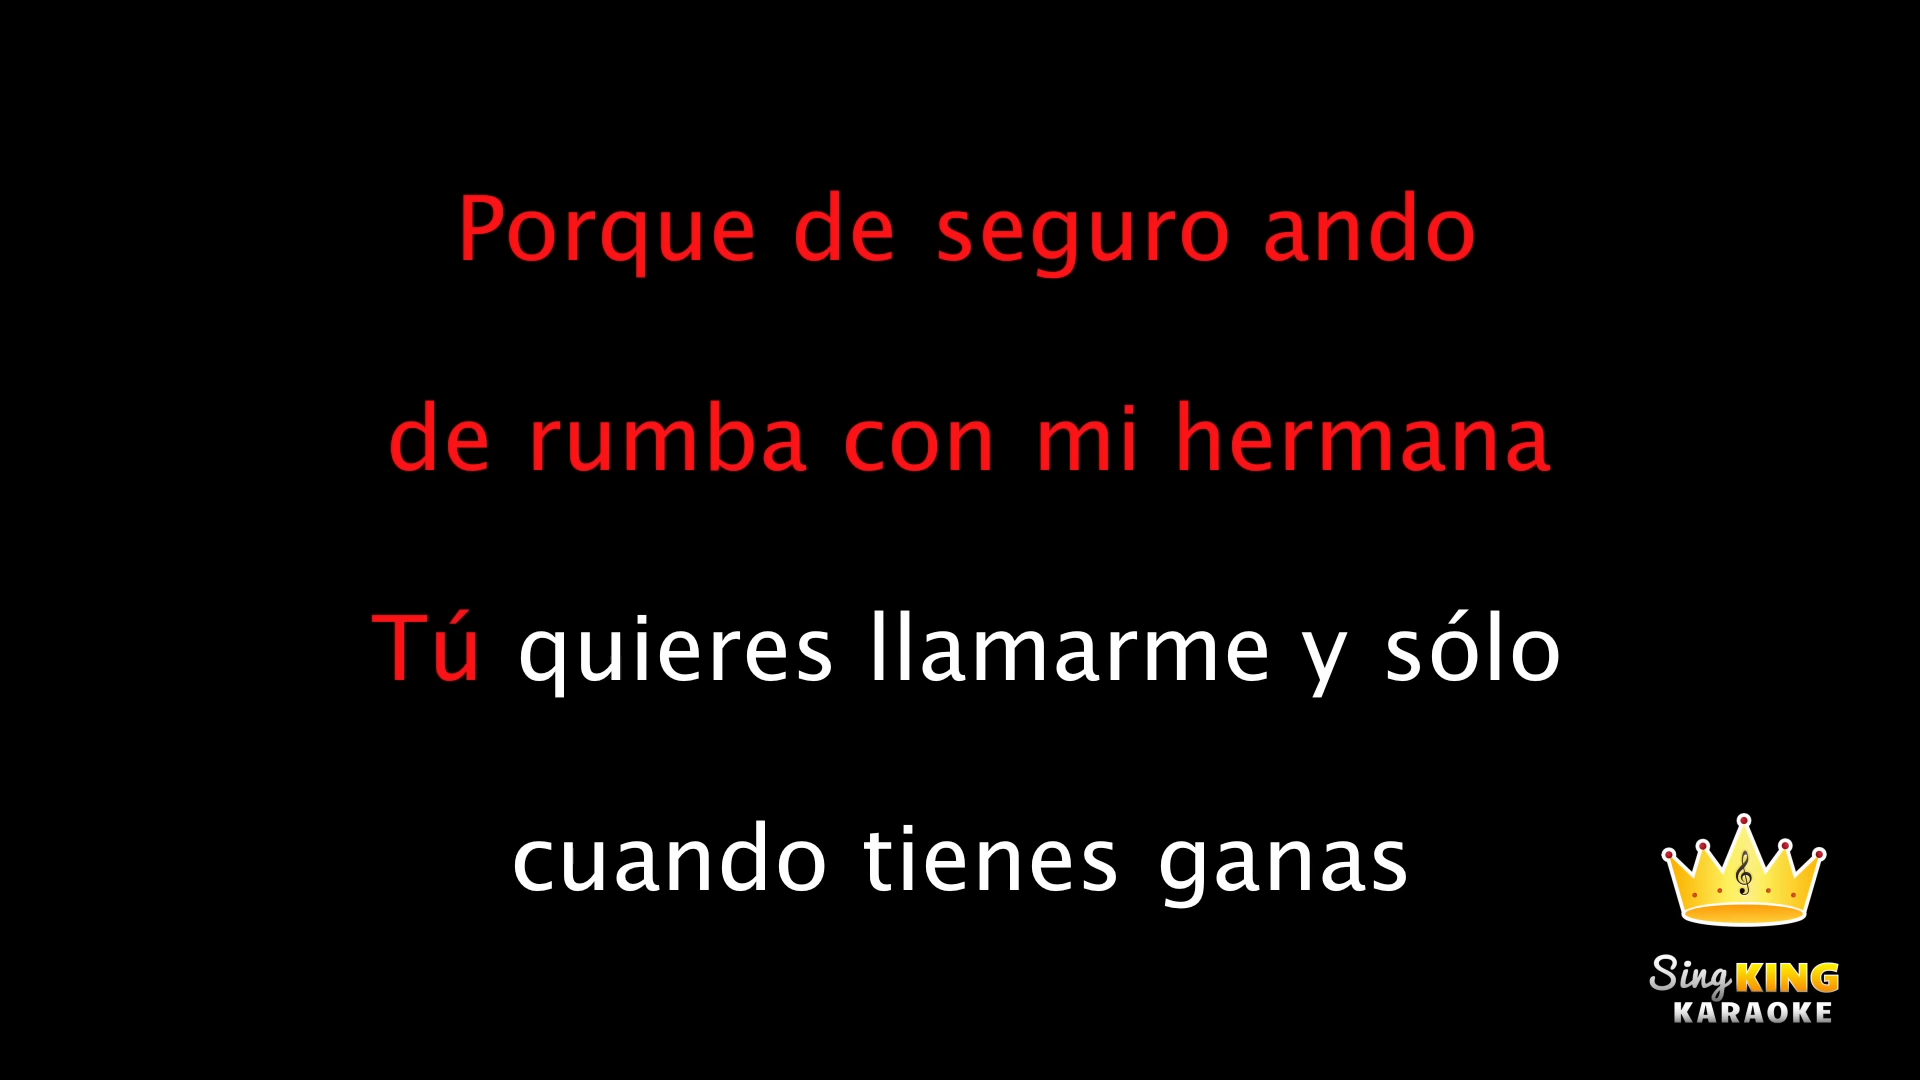 Porque de seguro ando
de rumba con mi hermana
Tú quieres llamarme y sólo
cuando tienes ganas
Sing KING
KARAOKE